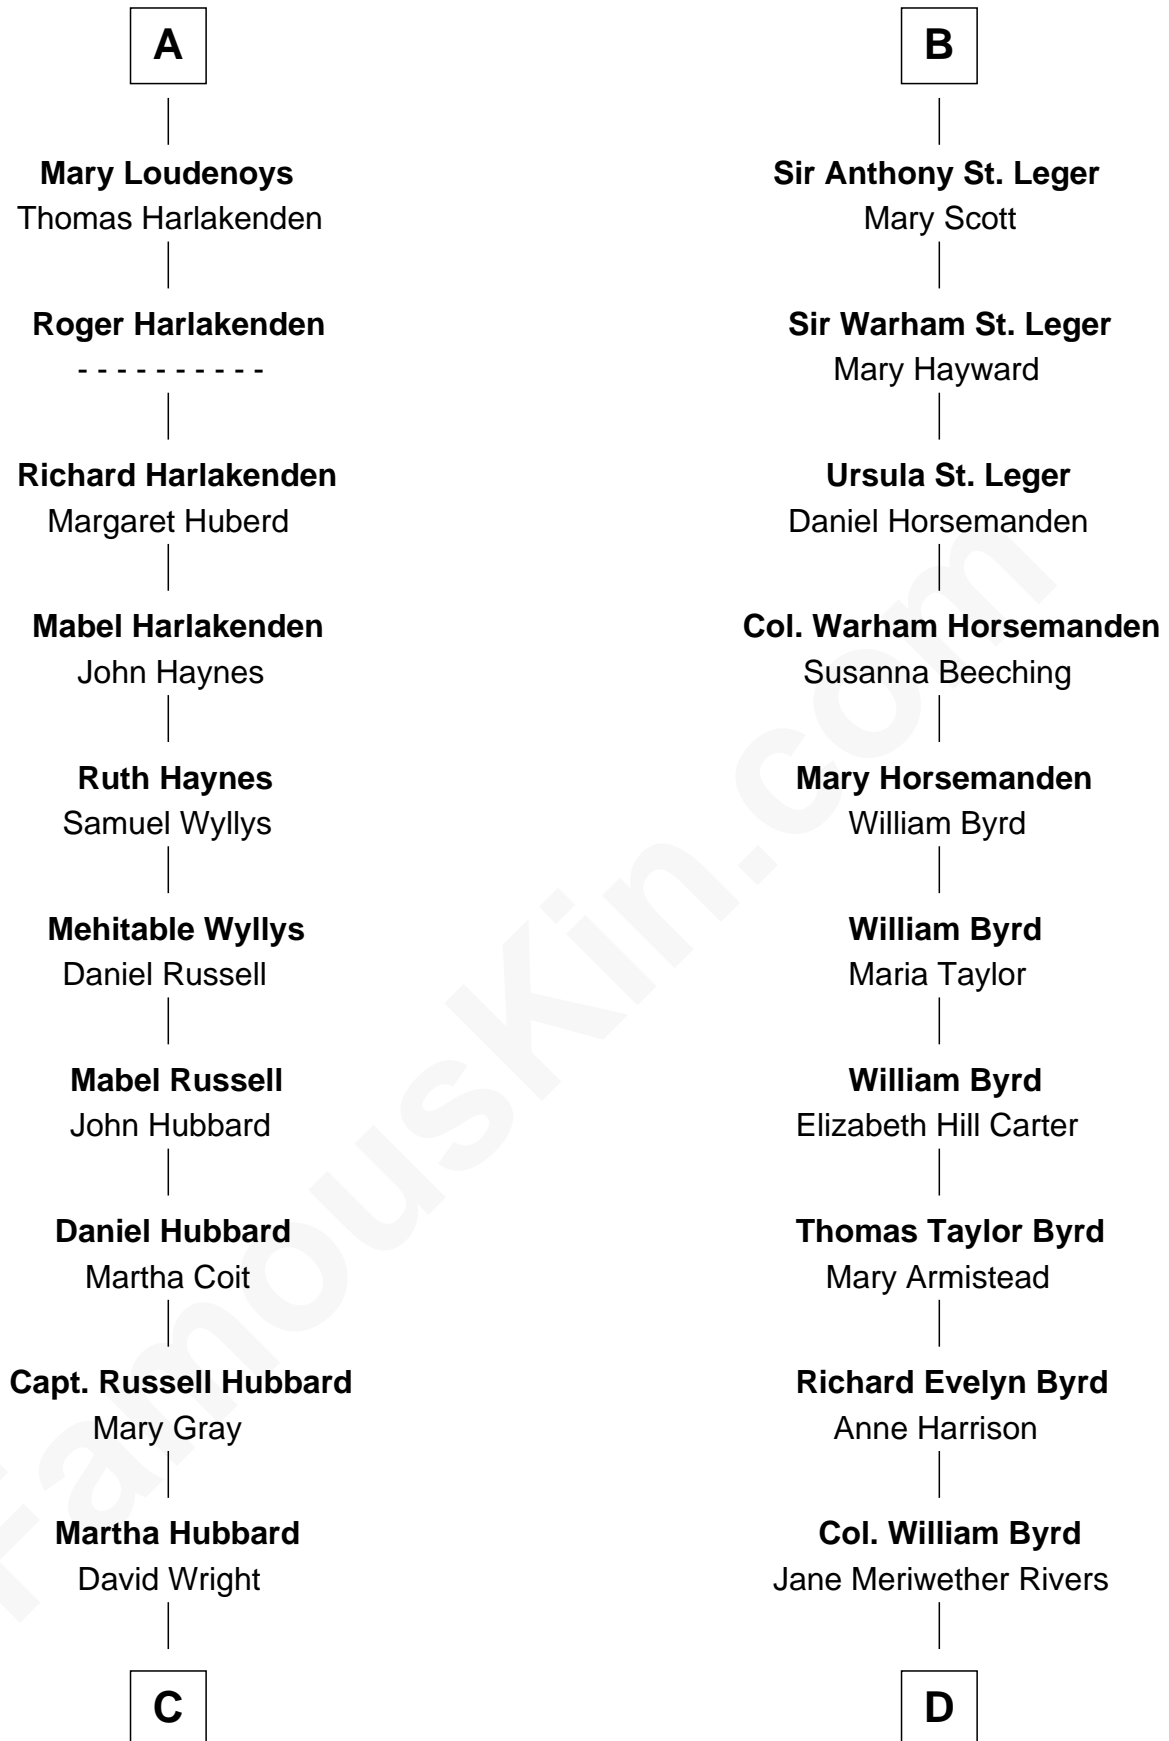 A
Mary Loudenoys
Thomas Harlakenden
Roger Harlakenden
- - - - - - - - - -
Richard Harlakenden
Margaret Huberd
Mabel Harlakenden
John Haynes
Ruth Haynes
Samuel Wyllys
Mehitable Wyllys
Daniel Russell
Mabel Russell
John Hubbard
Daniel Hubbard
Martha Coit
Capt. Russell Hubbard
Mary Gray
Martha Hubbard
David Wright
C
B
Sir Anthony St. Leger
Mary Scott
Sir Warham St. Leger
Mary Hayward
Ursula St. Leger
Daniel Horsemanden
Col. Warham Horsemanden
Susanna Beeching
Mary Horsemanden
William Byrd
William Byrd
Maria Taylor
William Byrd
Elizabeth Hill Carter
Thomas Taylor Byrd
Mary Armistead
Richard Evelyn Byrd
Anne Harrison
Col. William Byrd
Jane Meriwether Rivers
D
FamousKin.com